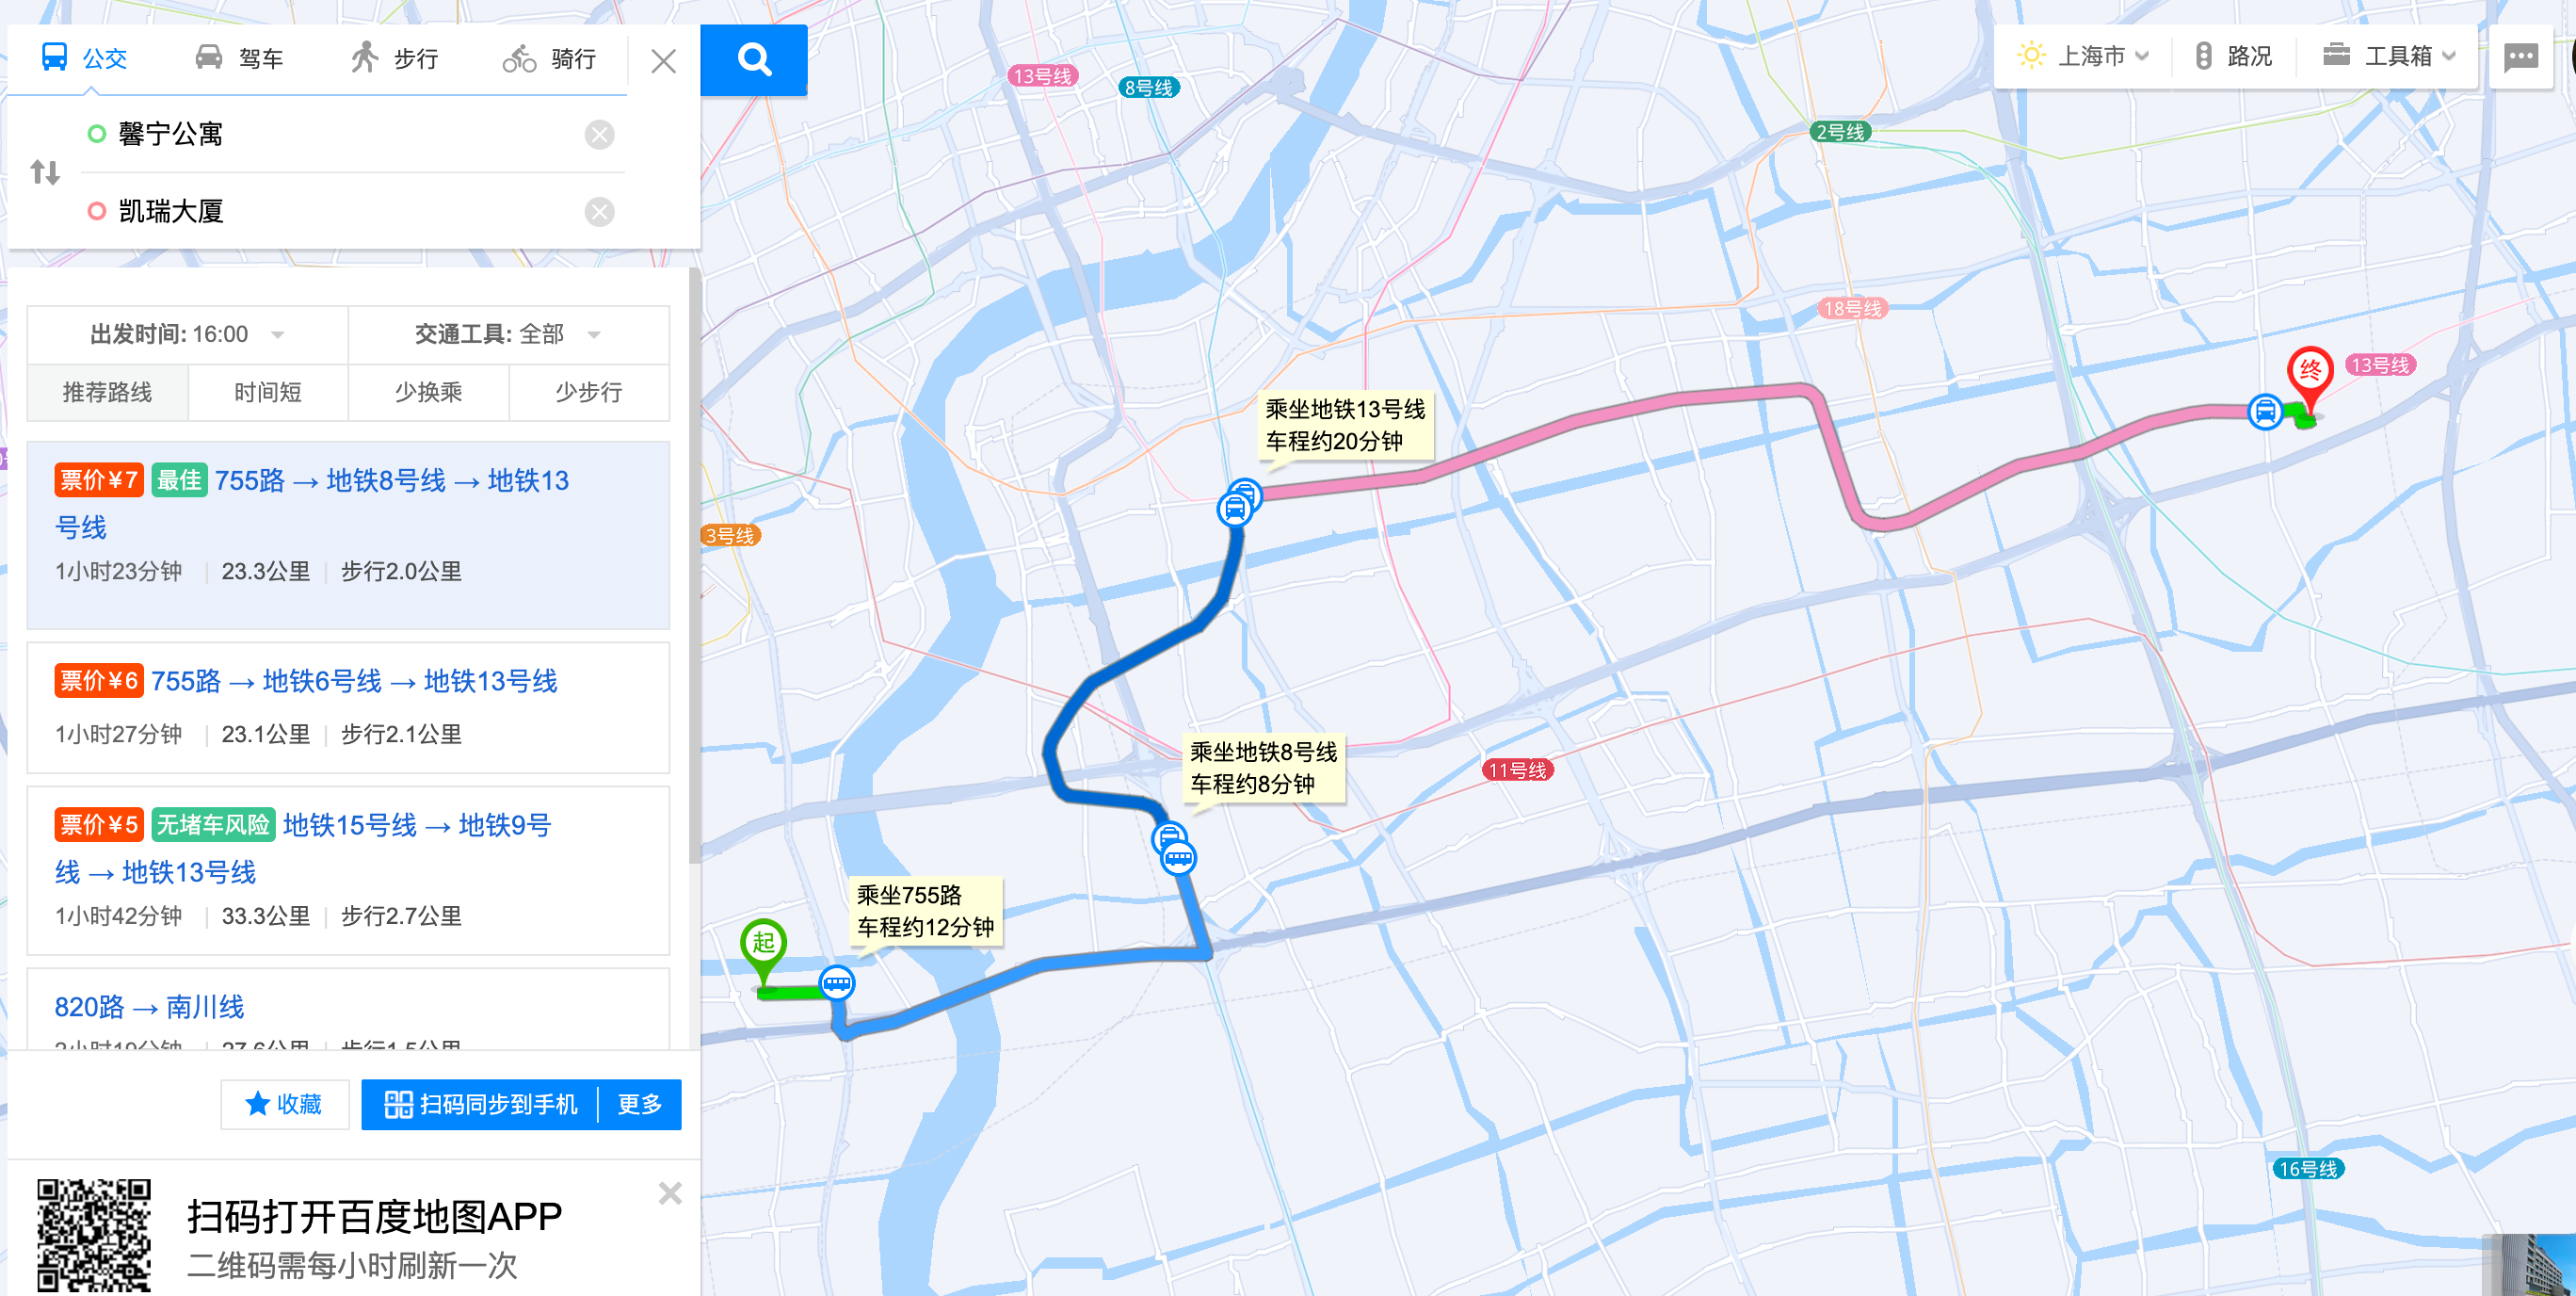 公交
驾车
步行
骑行
馨宁公寓
凯瑞大厦
出发时间: 16:00
交通工具: 全部
推荐路线
时间短
少换乘
少步行
票价¥7 最佳 755路 → 地铁8号线 → 地铁13
号线
1小时23分钟 | 23.3公里 | 步行2.0公里
票价¥6 755路 → 地铁6号线 → 地铁13号线
1小时27分钟 | 23.1公里 | 步行2.1公里
票价¥5 无堵车风险 地铁15号线 → 地铁9号
线 → 地铁13号线
1小时42分钟 | 33.3公里 | 步行2.7公里
820路 → 南川线
收藏
扫码同步到手机
更多
扫码打开百度地图APP
二维码需每小时刷新一次
上海市
路况
工具箱
13号线
8号线
2号线
18号线
13号线
终
乘坐地铁13号线
车程约20分钟
3号线
乘坐地铁8号线
车程约8分钟
11号线
乘坐755路
车程约12分钟
起
16号线